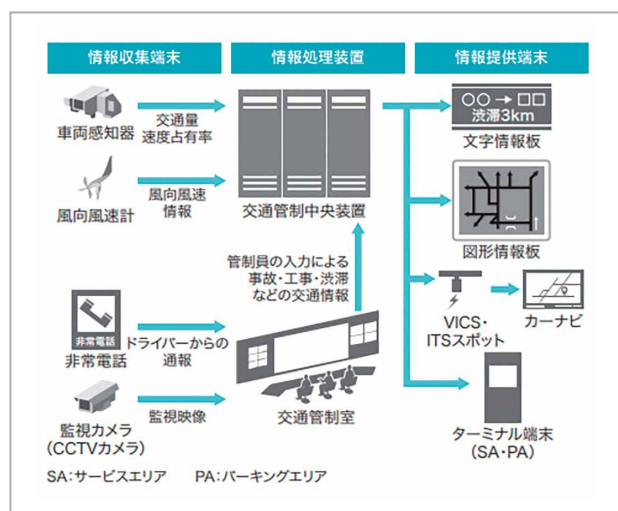 情報収集端末
情報処理装置
情報提供端末
車両感知器
交通量
速度占有率
風向風速計
風向風速
情報
交通管制中央装置
管制員の入力による
事故・工事・渋滞
などの交通情報
非常電話
非常電話
ドライバーからの
通報
監視カメラ
(CCTVカメラ)
監視映像
交通管制室
○○→□□
渋滞3km
文字情報板
図形情報板
VICS・
ITSスポット
カーナビ
ターミナル端末
(SA・PA)
SA:サービスエリア PA:パーキングエリア